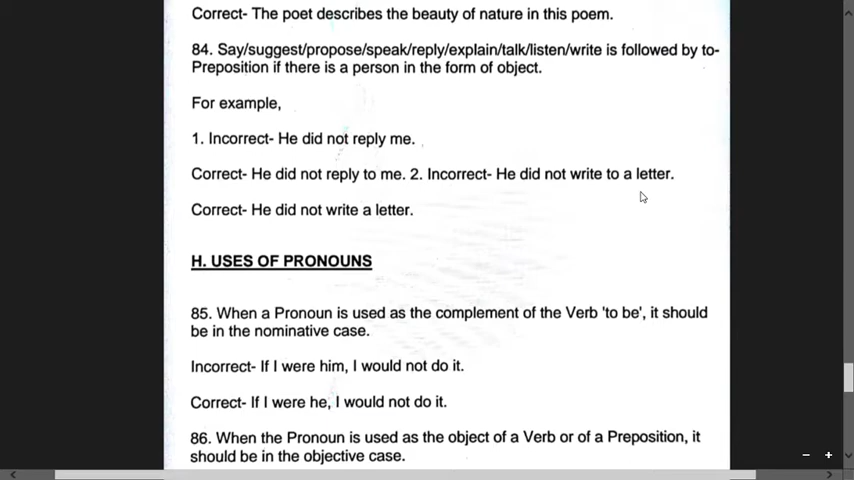 Correct- The poet describes the beauty of nature in this poem.
84. Say/suggest/propose/speak/reply/explain/talk/listen/write is followed by to-
Preposition if there is a person in the form of object.
For example,
1. Incorrect- He did not reply me.
Correct- He did not reply to me. 2. Incorrect- He did not write to a letter.
Correct- He did not write a letter.
H. USES OF PRONOUNS
85. When a Pronoun is used as the complement of the Verb 'to be', it should
be in the nominative case.
Incorrect- If I were him, I would not do it.
Correct- If I were he, I would not do it.
86. When the Pronoun is used as the object of a Verb or of a Preposition, it
should be in the objective case.